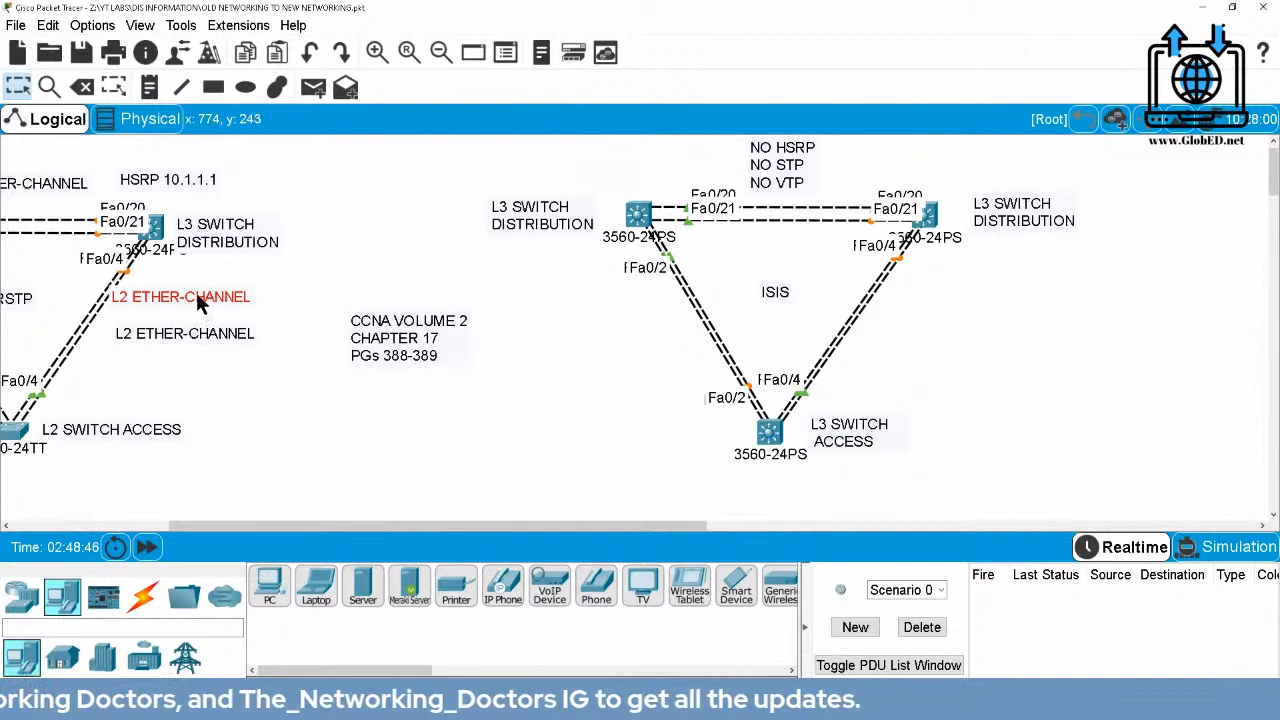 Cisco Packet Tracer - Z:\YT LABS\DIS INFORMATION\OLD NETWORKING TO NEW NETWORKING.pkt
File Edit Options View Tools Extensions Help
www.GlobED.net
Logical Physical x: 774, y: 243 [Root] 10:28:00
NO HSRP
NO STP
NO VTP
ER-CHANNEL HSRP 10.1.1.1
Fa0/20
Fa0/21
L3 SWITCH
DISTRIBUTION
Fa0/4
L3 SWITCH
DISTRIBUTION
3560-24PS
Fa0/20
Fa0/21
Fa0/20
Fa0/21
L3 SWITCH
DISTRIBUTION
Fa0/4
Fa0/2
RSTP
L2 ETHER-CHANNEL
L2 ETHER-CHANNEL
ISIS
CCNA VOLUME 2
CHAPTER 17
PGs 388-389
Fa0/4
L2 SWITCH ACCESS
0-24TT
Fa0/2
Fa0/4
L3 SWITCH
ACCESS
3560-24PS
Time: 02:48:46 Realtime Simulation
PC Laptop Server Meraki Server Printer IP Phone VoIP Device Phone TV Wireless Tablet Smart Device
Scenario 0
New Delete
Toggle PDU List Window
Fire Last Status Source Destination Type
orking Doctors, and The_Networking_Doctors IG to get all the updates.